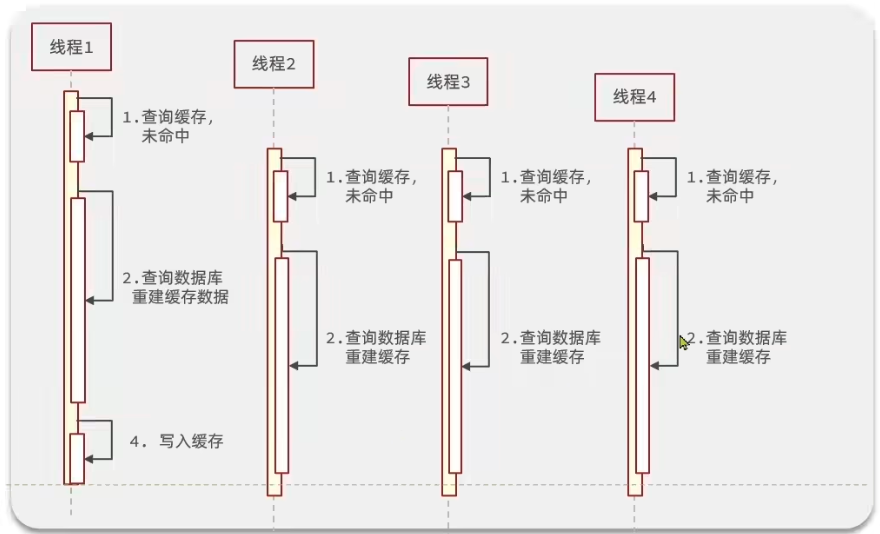 线程1
线程2
线程3
线程4
1.查询缓存,
未命中
2.查询数据库
重建缓存数据
4. 写入缓存
1.查询缓存,
未命中
2.查询数据库
重建缓存
1.查询缓存,
未命中
2.查询数据库
重建缓存
1.查询缓存,
未命中
2.查询数据库
重建缓存